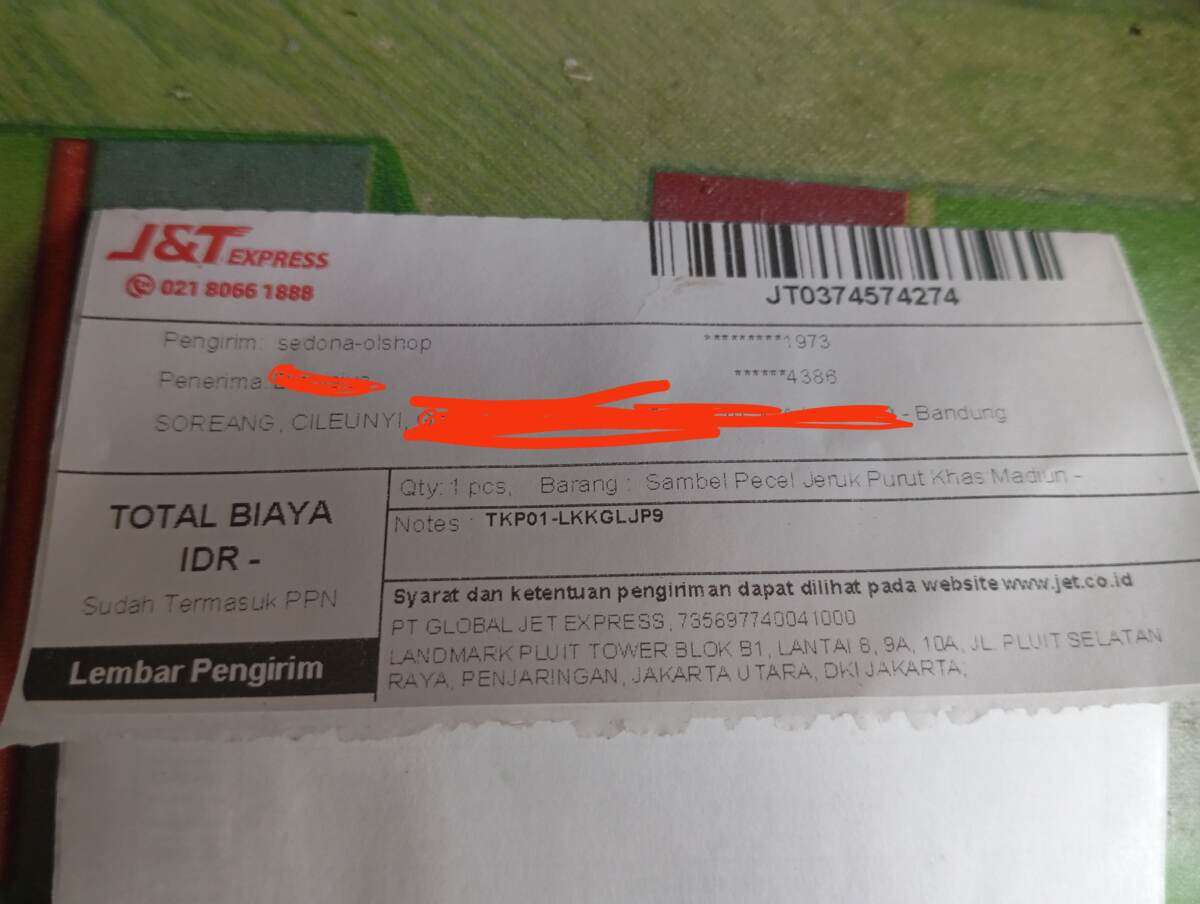 J&T EXPRESS
021 8066 1888
JT0374574274
Pengirim: sedona-olshop *********1973
Penerima: ******4386
SOREANG, CILEUNYI, - Bandung
TOTAL BIAYA
IDR -
Sudah Termasuk PPN
Lembar Pengirim
Qty: 1 pcs, Barang : Sambel Pecel Jeruk Purut Khas Madiun -
Notes : TKP01-LKKGLJP9
Syarat dan ketentuan pengiriman dapat dilihat pada website www.jet.co.id
PT GLOBAL JET EXPRESS, 735697740041000
LANDMARK PLUIT TOWER BLOK B1, LANTAI 8, 9A, 10A, JL. PLUIT SELATAN
RAYA, PENJARINGAN, JAKARTA UTARA, DKI JAKARTA,